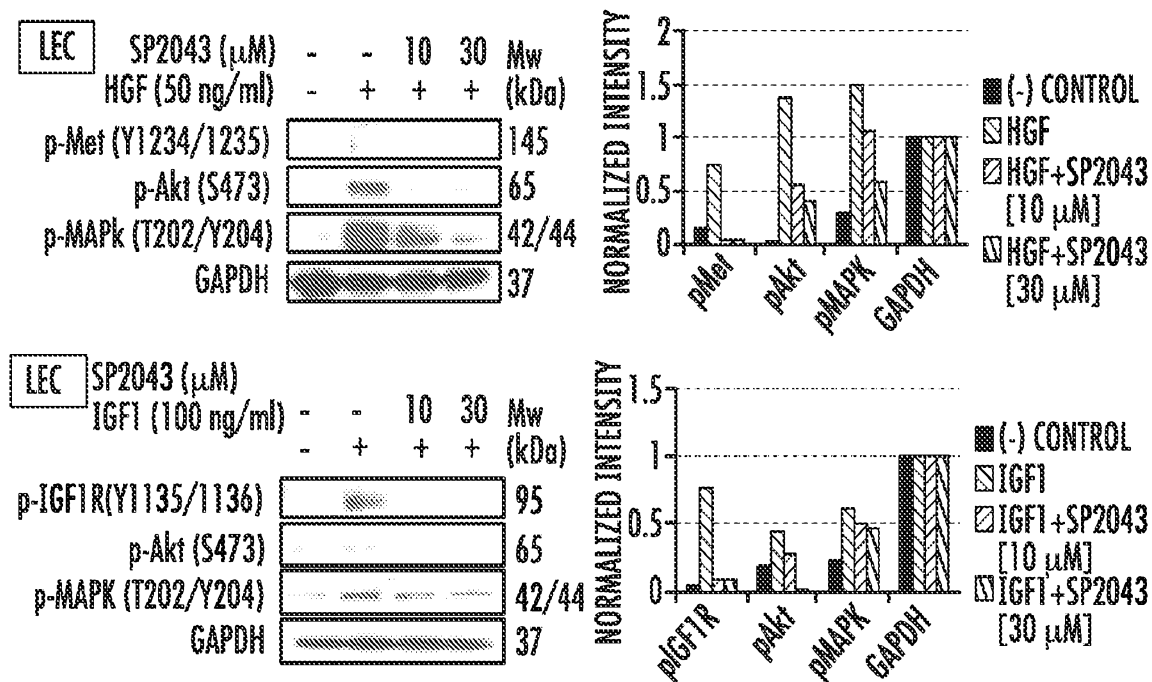 LEC
SP2043 (μM) - - 10 30 Mw
HGF (50 ng/ml) - + + + (kDa)
p-Met (Y1234/1235) 145
p-Akt (S473) 65
p-MAPk (T202/Y204) 42/44
GAPDH 37
NORMALIZED INTENSITY
2
1.5
1
0.5
0
pMet
pAkt
pMAPK
GAPDH
(-) CONTROL
HGF
HGF+SP2043
[10 μM]
HGF+SP2043
[30 μM]
LEC
SP2043 (μM)
IGF1 (100 ng/ml) - - 10 30 Mw
- + + + (kDa)
p-IGF1R(Y1135/1136) 95
p-Akt (S473) 65
p-MAPK (T202/Y204) 42/44
GAPDH 37
NORMALIZED INTENSITY
1.5
1
0.5
0
pIGF1R
pAkt
pMAPK
GAPDH
(-) CONTROL
IGF1
IGF1+SP2043
[10 μM]
IGF1+SP2043
[30 μM]